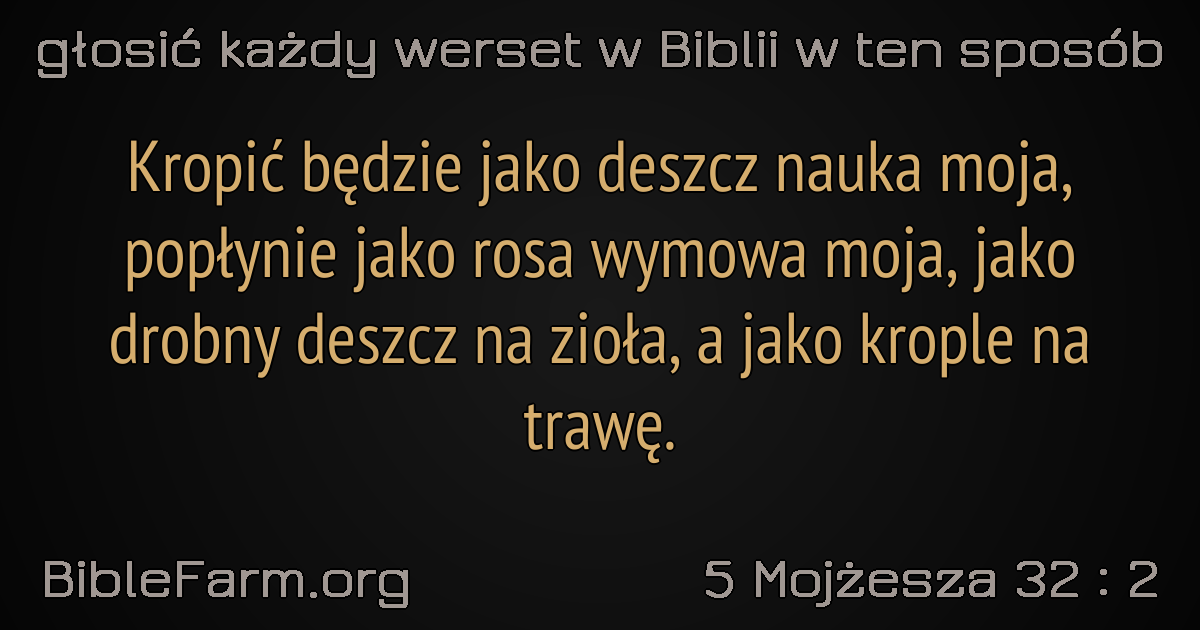 głosić każdy werset w Biblii w ten sposób
Kropić będzie jako deszcz nauka moja,
popłynie jako rosa wymowa moja, jako
drobny deszcz na zioła, a jako krople na
trawę.
BibleFarm.org
5 Mojżesza 32 : 2